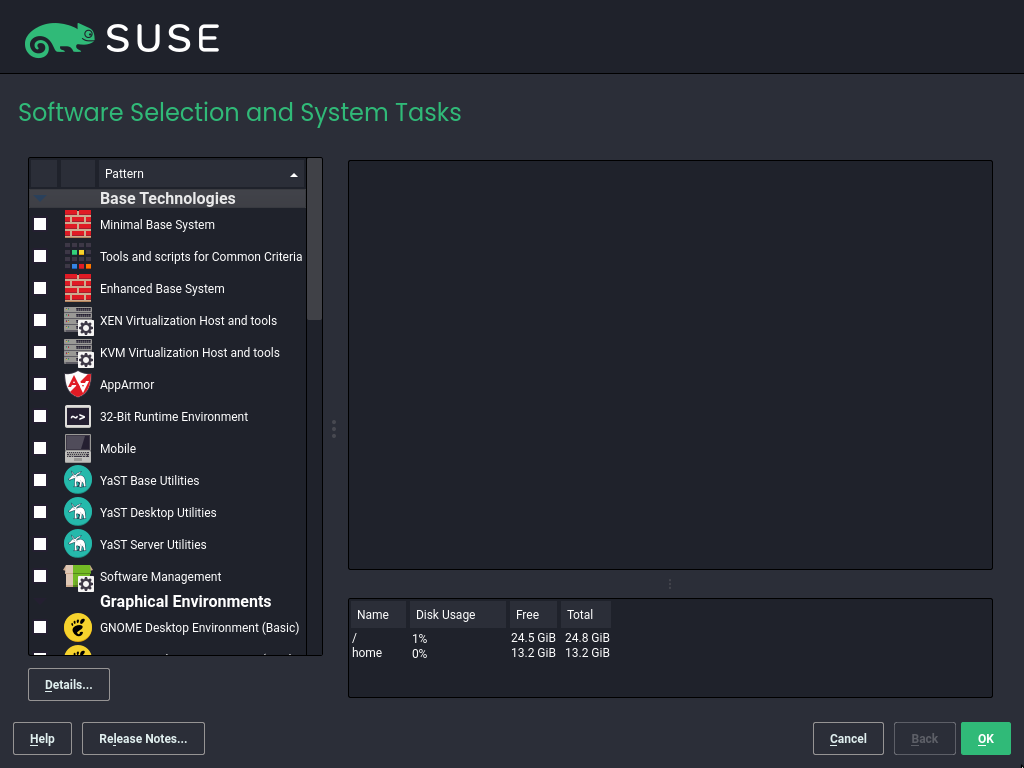 SUSE
Software Selection and System Tasks
Pattern
Base Technologies
Minimal Base System
Tools and scripts for Common Criteria
Enhanced Base System
XEN Virtualization Host and tools
KVM Virtualization Host and tools
AppArmor
~>
32-Bit Runtime Environment
Mobile
YaST Base Utilities
YaST Desktop Utilities
YaST Server Utilities
Software Management
Graphical Environments
GNOME Desktop Environment (Basic)
Name Disk Usage Free Total
/ 1% 24.5 GiB 24.8 GiB
home 0% 13.2 GiB 13.2 GiB
Details...
Help
Release Notes...
Cancel
Back
OK